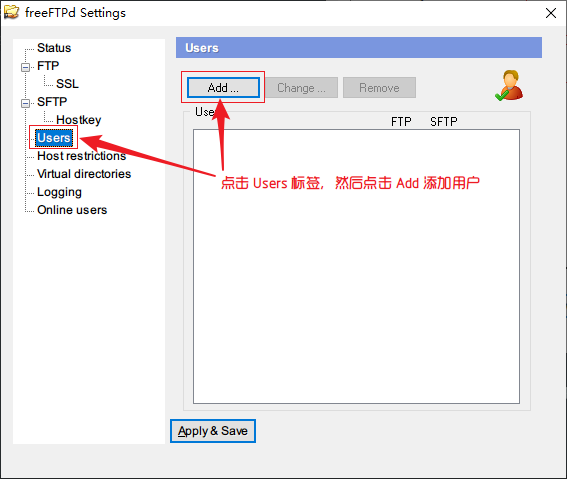 freeFTPd Settings
Status
FTP
SSL
SFTP
Hostkey
Users
Host restrictions
Virtual directories
Logging
Online users
Users
Add ...
Change ...
Remove
User
FTP SFTP
点击 Users 标签，然后点击 Add 添加用户
Apply & Save